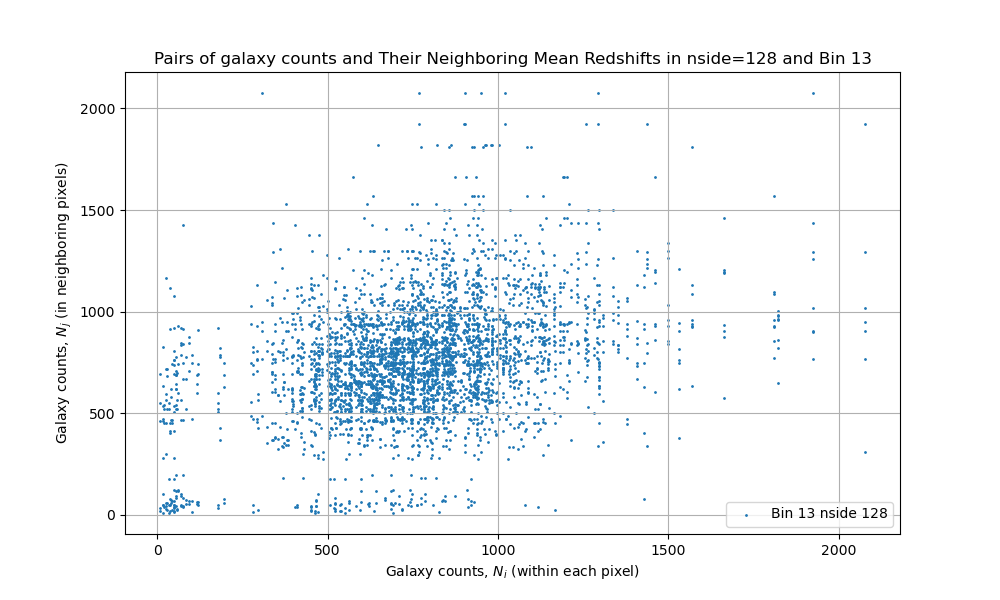 Pairs of galaxy counts and Their Neighboring Mean Redshifts in nside=128 and Bin 13
Galaxy counts, N_j (in neighboring pixels)
2000
1500
1000
500
0
Bin 13 nside 128
0 500 1000 1500 2000
Galaxy counts, N_i (within each pixel)